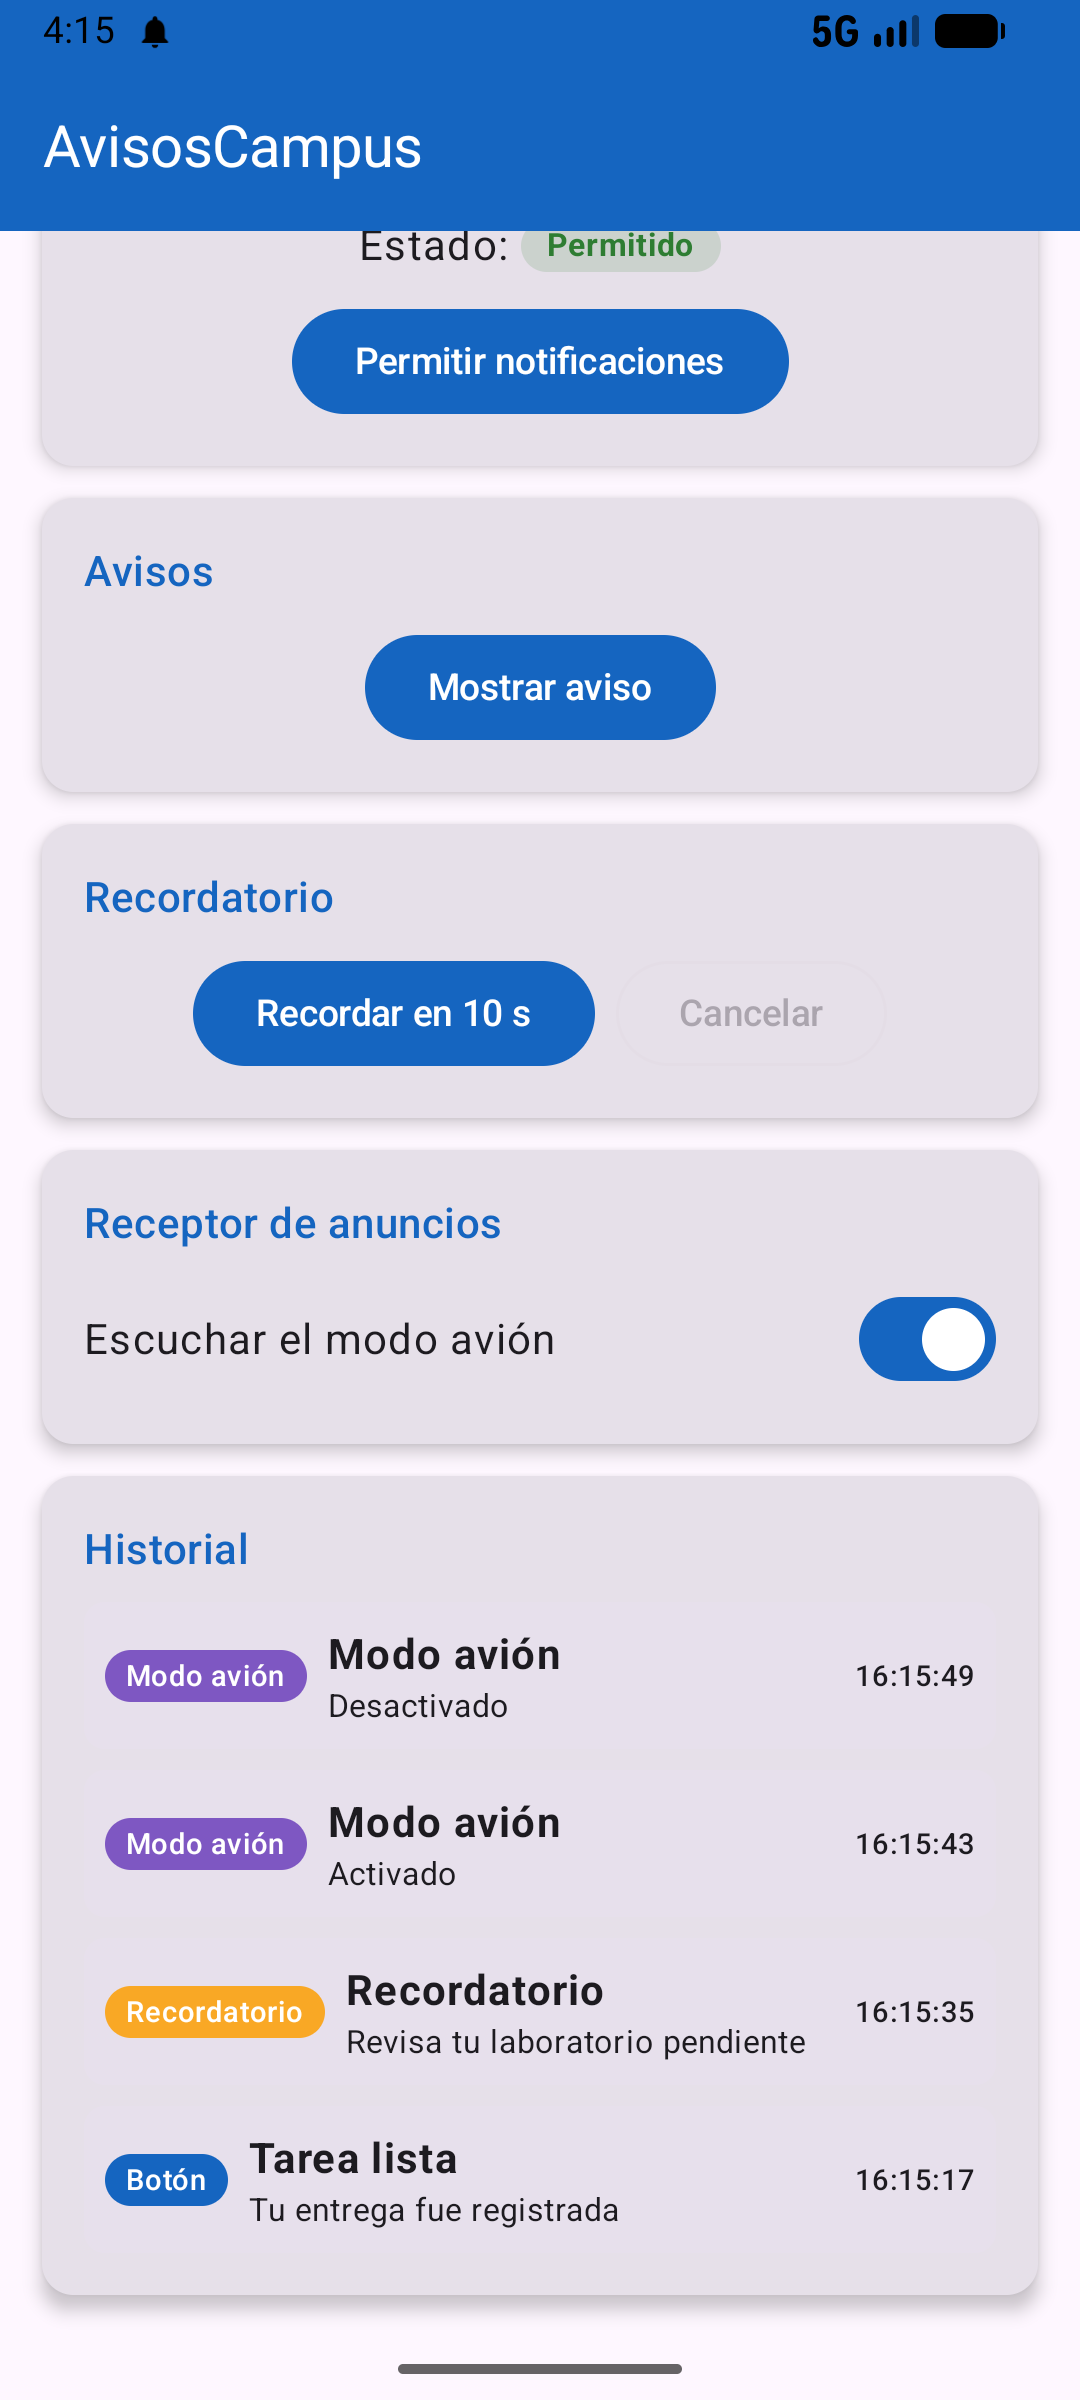 4:15
5G
AvisosCampus
Estado: Permitido
Permitir notificaciones
Avisos
Mostrar aviso
Recordatorio
Recordar en 10 s
Cancelar
Receptor de anuncios
Escuchar el modo avión
Historial
Modo avión
Modo avión
Desactivado
16:15:49
Modo avión
Modo avión
Activado
16:15:43
Recordatorio
Recordatorio
Revisa tu laboratorio pendiente
16:15:35
Botón
Tarea lista
Tu entrega fue registrada
16:15:17